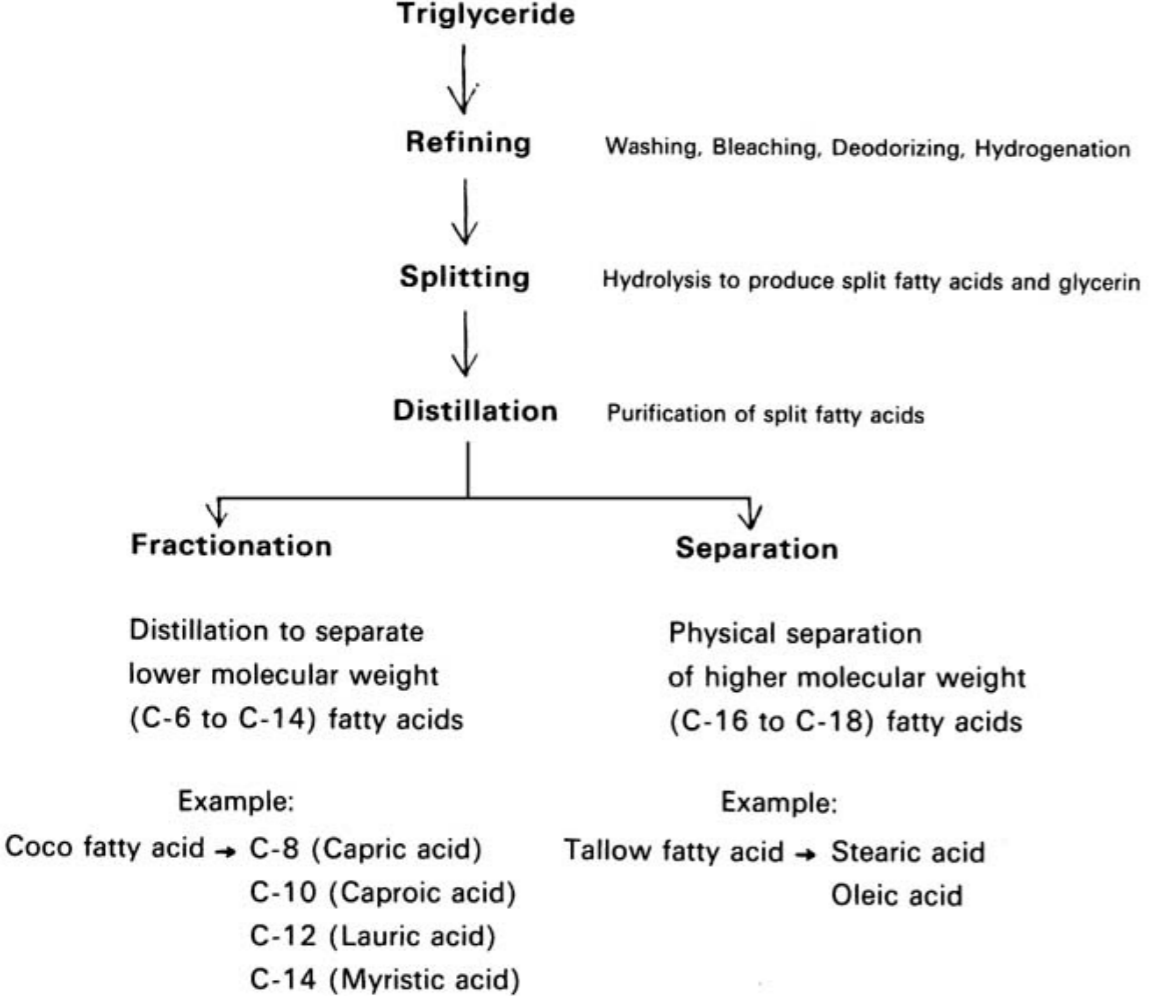 Triglyceride
Refining
Washing, Bleaching, Deodorizing, Hydrogenation
Splitting
Hydrolysis to produce split fatty acids and glycerin
Distillation
Purification of split fatty acids
Fractionation
Distillation to separate
lower molecular weight
(C-6 to C-14) fatty acids
Example:
Coco fatty acid → C-8 (Capric acid)
C-10 (Caproic acid)
C-12 (Lauric acid)
C-14 (Myristic acid)
Separation
Physical separation
of higher molecular weight
(C-16 to C-18) fatty acids
Example:
Tallow fatty acid → Stearic acid
Oleic acid